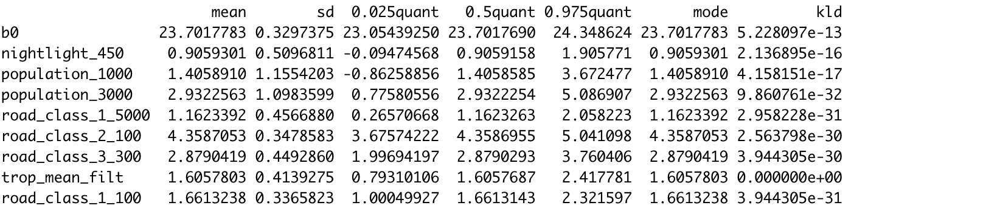 mean sd 0.025quant 0.5quant 0.975quant mode kld
b0 23.7017783 0.3297375 23.05439250 23.7017690 24.348624 23.7017783 5.228097e-13
nightlight_450 0.9059301 0.5096811 -0.09474568 0.9059158 1.905771 0.9059301 2.136895e-16
population_1000 1.4058910 1.1554203 -0.86258856 1.4058585 3.672477 1.4058910 4.158151e-17
population_3000 2.9322563 1.0983599 0.77580556 2.9322254 5.086907 2.9322563 9.860761e-32
road_class_1_5000 1.1623392 0.4566880 0.26570668 1.1623263 2.058223 1.1623392 2.958228e-31
road_class_2_100 4.3587053 0.3478583 3.67574222 4.3586955 5.041098 4.3587053 2.563798e-30
road_class_3_300 2.8790419 0.4492860 1.99694197 2.8790293 3.760406 2.8790419 3.944305e-30
trop_mean_filt 1.6057803 0.4139275 0.79310106 1.6057687 2.417781 1.6057803 0.000000e+00
road_class_1_100 1.6613238 0.3365823 1.00049927 1.6613143 2.321597 1.6613238 3.944305e-31